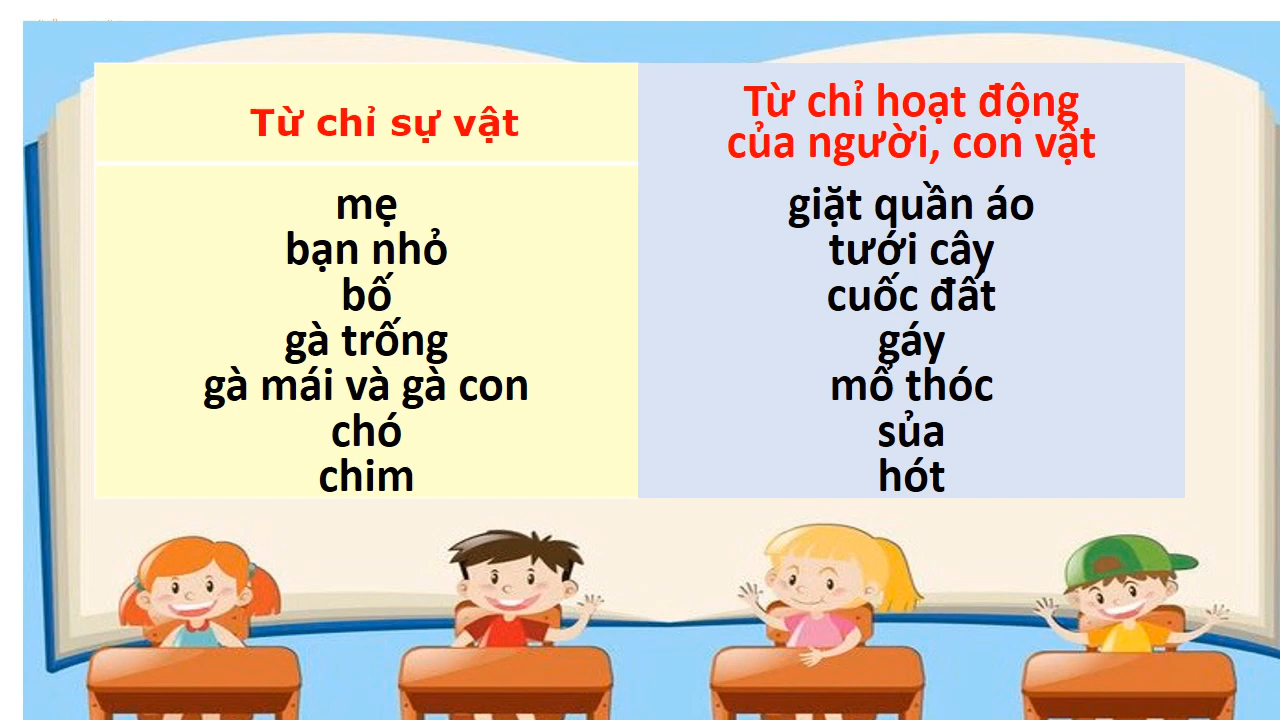 Từ chỉ sự vật
Từ chỉ hoạt động
của người, con vật
mẹ
bạn nhỏ
bố
gà trống
gà mái và gà con
chó
chim
giặt quần áo
tưới cây
cuốc đất
gáy
mổ thóc
sủa
hót